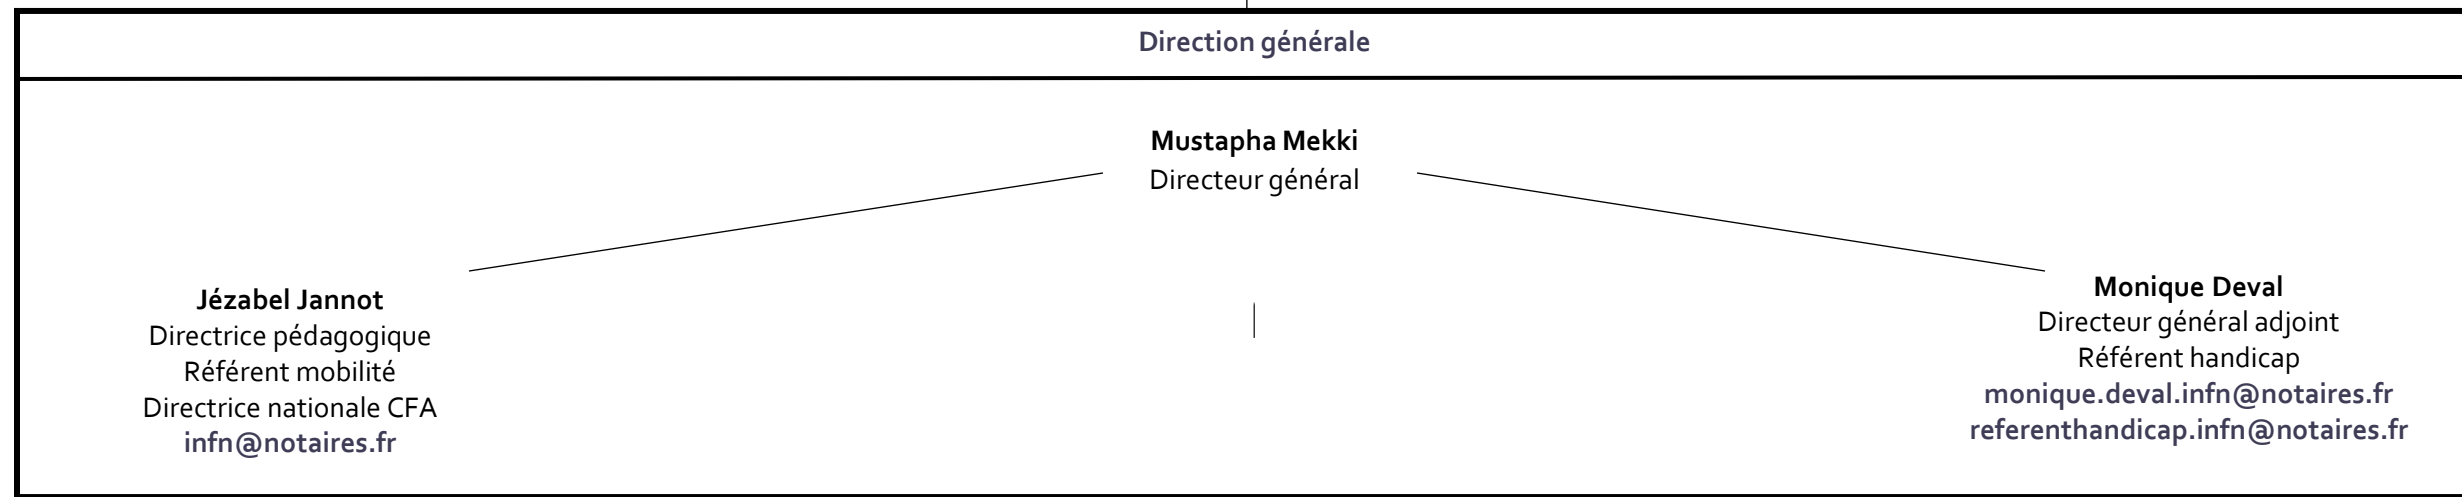 Direction générale
Mustapha Mekki
Directeur général
Jézabel Jannot
Directrice pédagogique
Référent mobilité
Directrice nationale CFA
infn@notaires.fr
Monique Deval
Directeur général adjoint
Référent handicap
monique.deval.infn@notaires.fr
referenthandicap.infn@notaires.fr